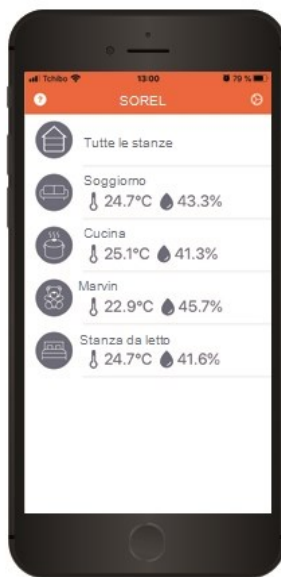 Tchibo 13:00 79 %
? SOREL
Tutte le stanze
Soggiorno
24.7°C 43.3%
Cucina
25.1°C 41.3%
Marvin
22.9°C 45.7%
Stanza da letto
24.7°C 41.6%